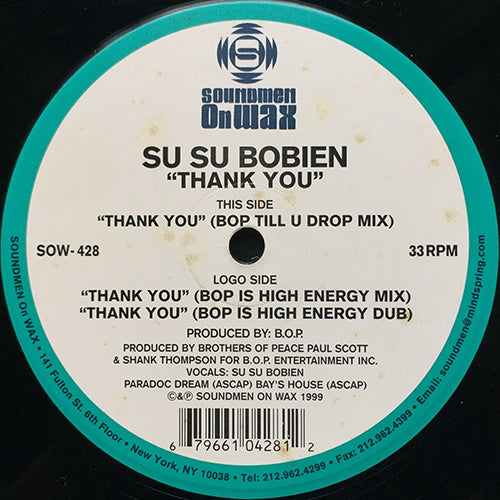 SOUNDMEN
On WAX
SU SU BOBIEN
“THANK YOU”
THIS SIDE
“THANK YOU” (BOP TILL U DROP MIX)
SOW-428
33 RPM
LOGO SIDE
“THANK YOU” (BOP IS HIGH ENERGY MIX)
“THANK YOU” (BOP IS HIGH ENERGY DUB)
PRODUCED BY: B.O.P.
PRODUCED BY BROTHERS OF PEACE PAUL SCOTT
& SHANK THOMPSON FOR B.O.P. ENTERTAINMENT INC.
VOCALS: SU SU BOBIEN
PARADOC DREAM (ASCAP) BAY'S HOUSE (ASCAP)
©&℗ SOUNDMEN ON WAX 1999
6 79661 04281 2
SOUNDMEN On WAX • 141 Fulton St. 6th Floor • New York, NY 10038 • Tel: 212.962.4299 • Fax: 212.962.4399 • Email: soundmen@mindspring.com